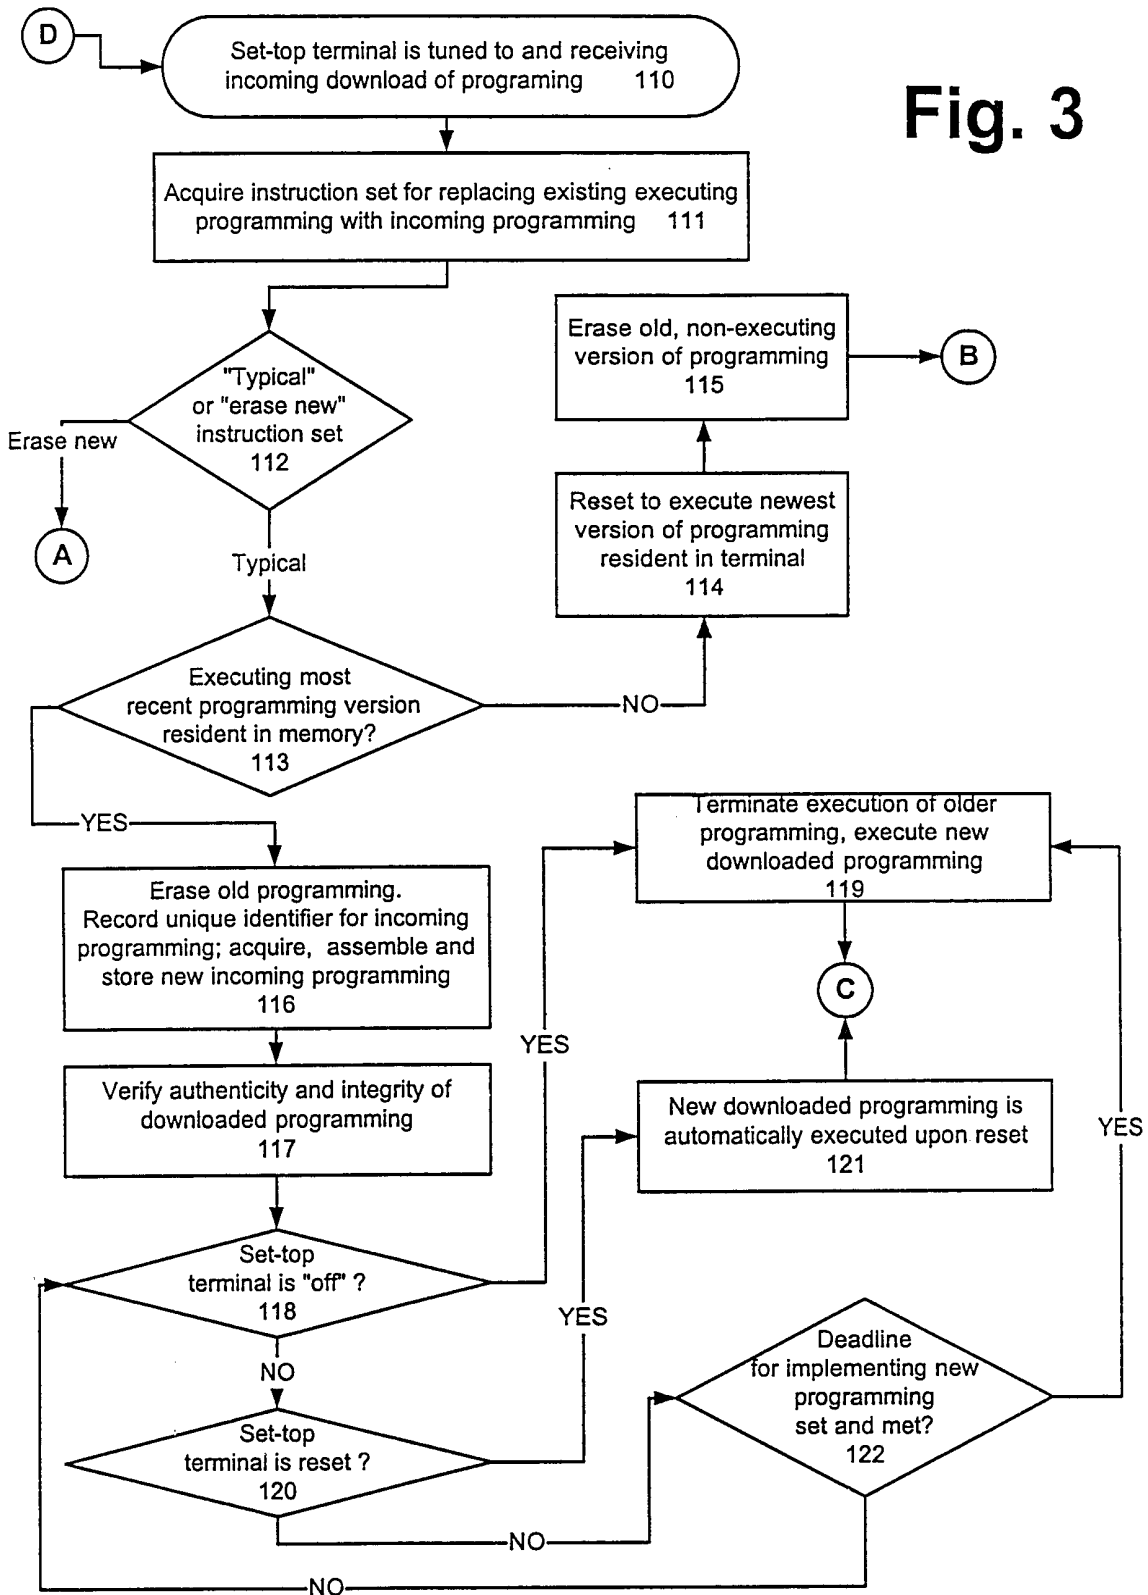 D
Set-top terminal is tuned to and receiving
incoming download of programing 110
Fig. 3
Acquire instruction set for replacing existing executing
programming with incoming programming 111
"Typical"
or "erase new"
instruction set
112
Erase new
A
Typical
Erase old, non-executing
version of programming
115
B
Reset to execute newest
version of programming
resident in terminal
114
Executing most
recent programming version
resident in memory?
113
NO
YES
Erase old programming.
Record unique identifier for incoming
programming; acquire, assemble and
store new incoming programming
116
Terminate execution of older
programming, execute new
downloaded programming
119
C
YES
Verify authenticity and integrity of
downloaded programming
117
New downloaded programming is
automatically executed upon reset
121
YES
Set-top
terminal is "off" ?
118
NO
YES
Set-top
terminal is reset ?
120
Deadline
for implementing new
programming
set and met?
122
NO
NO